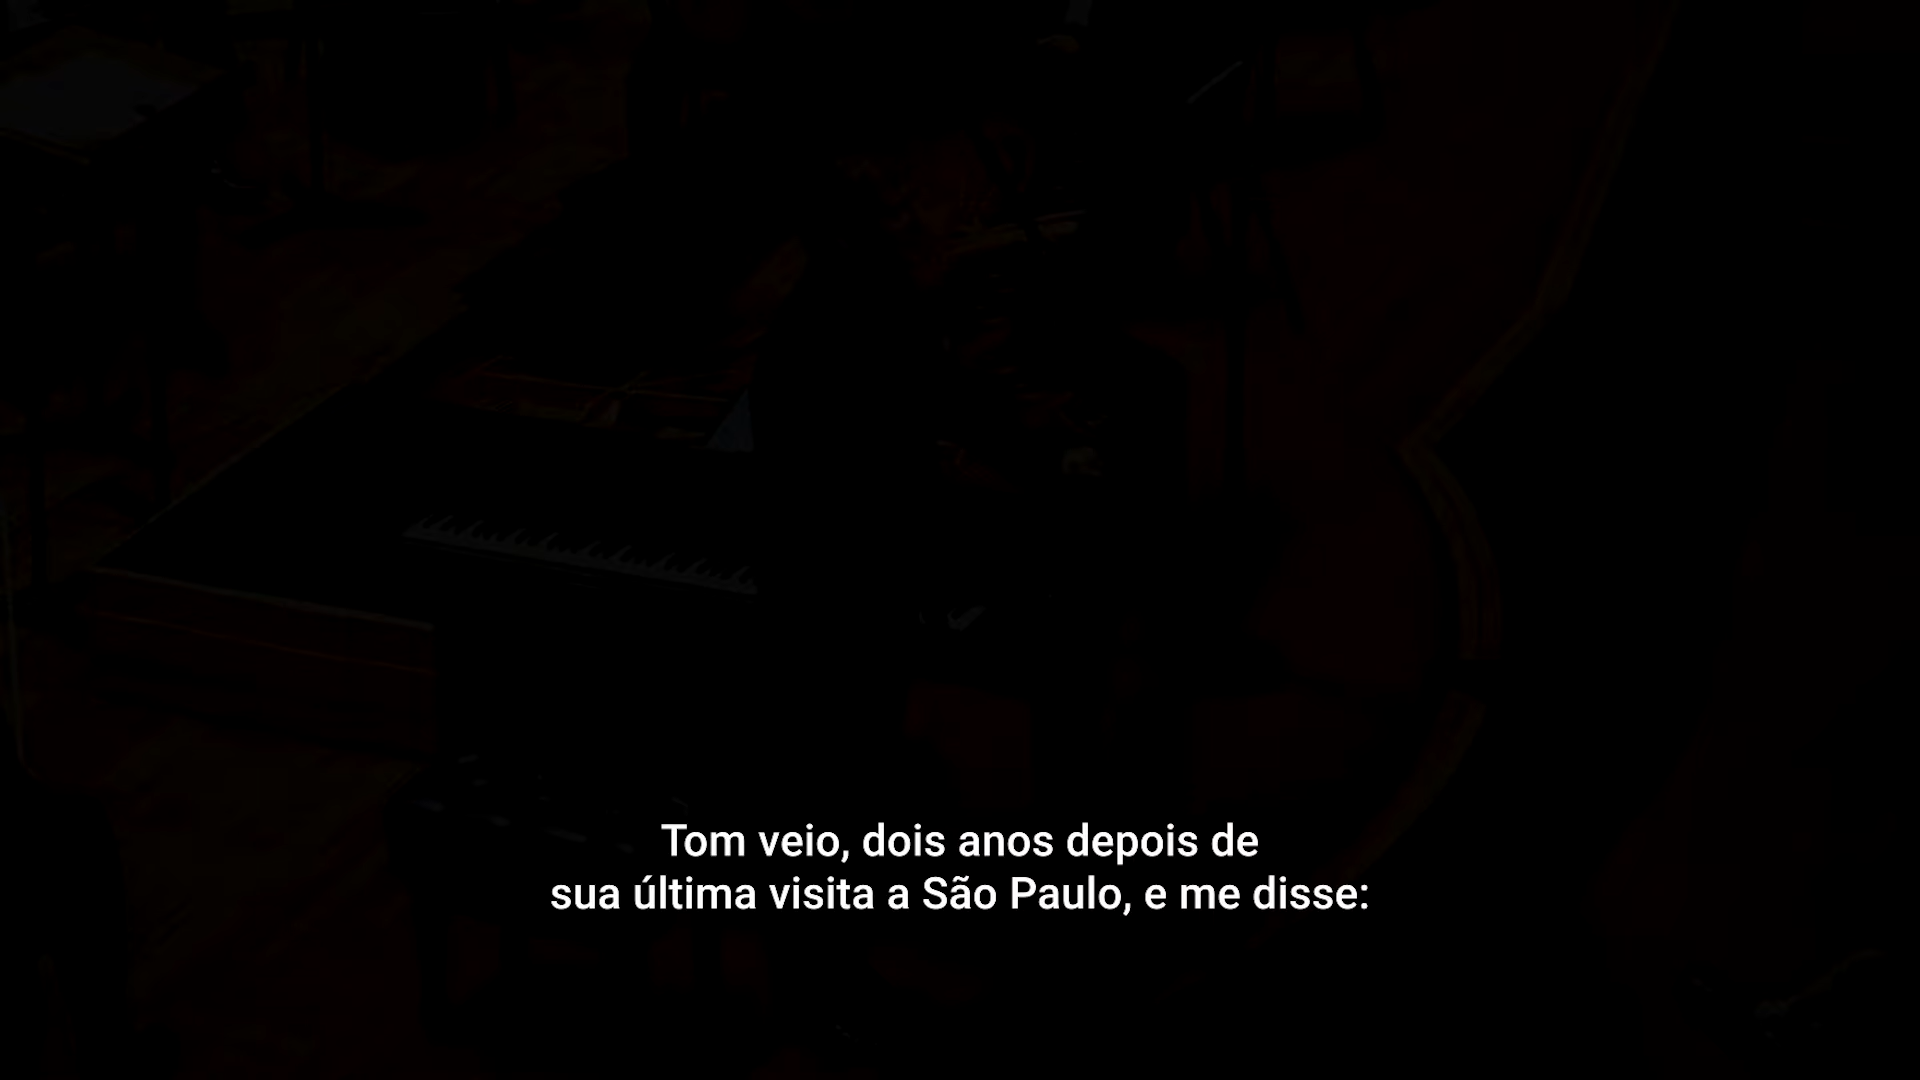 Tom veio, dois anos depois de
sua última visita a São Paulo, e me disse: